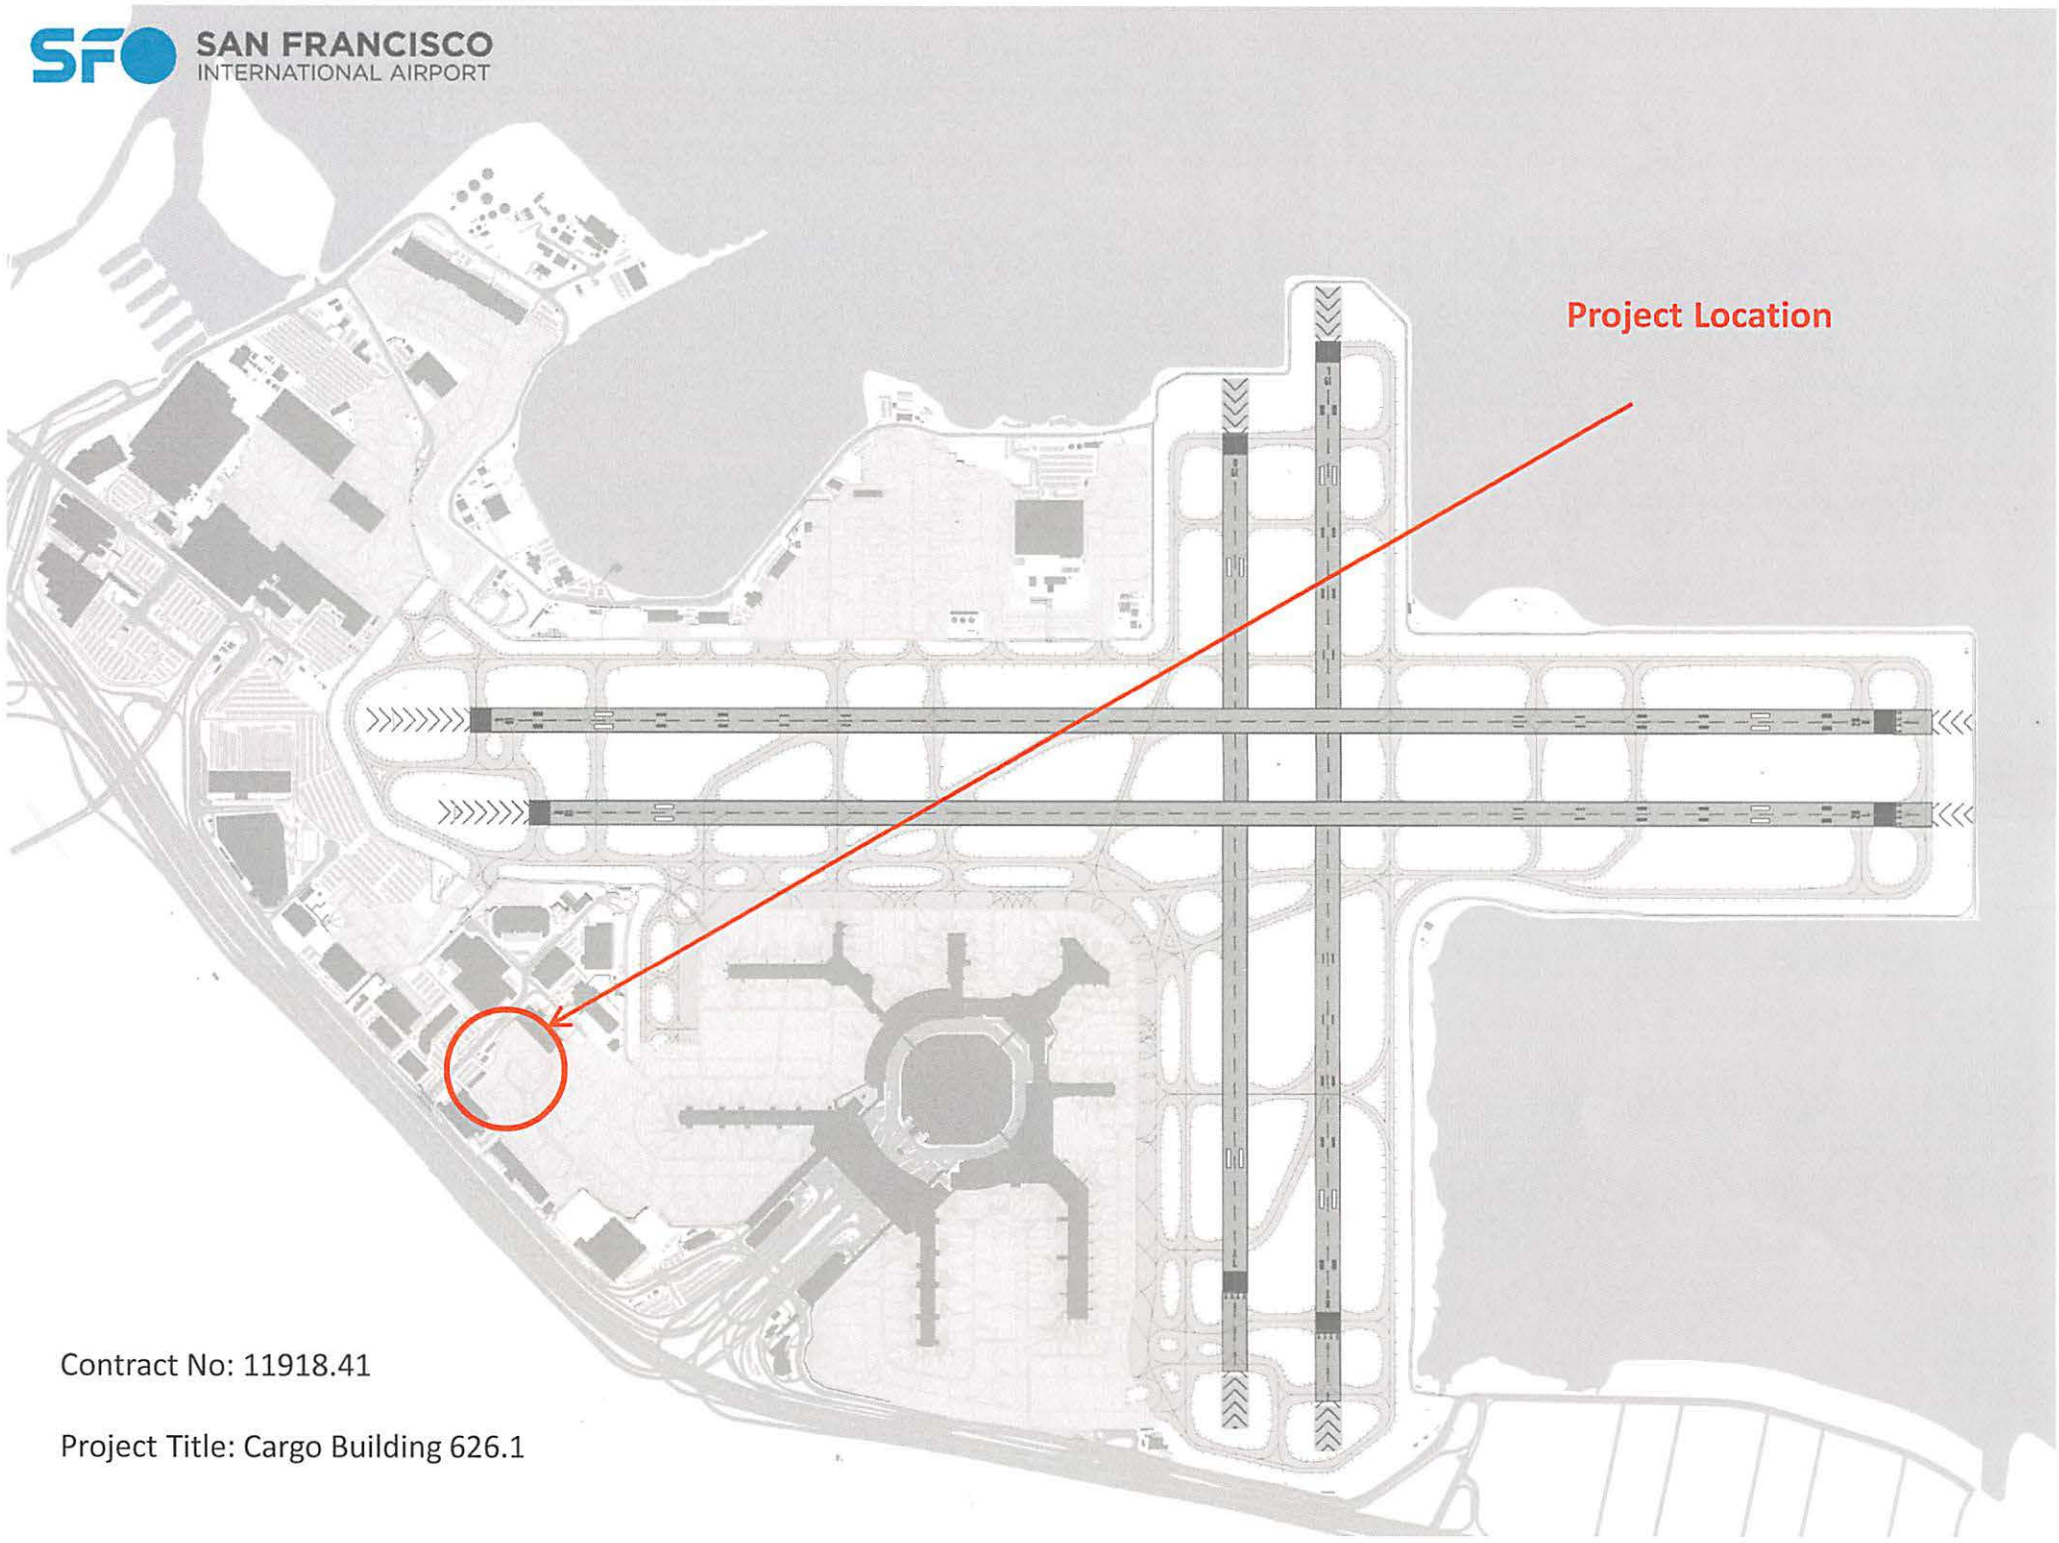 SFO SAN FRANCISCO
INTERNATIONAL AIRPORT
Project Location
Contract No: 11918.41
Project Title: Cargo Building 626.1